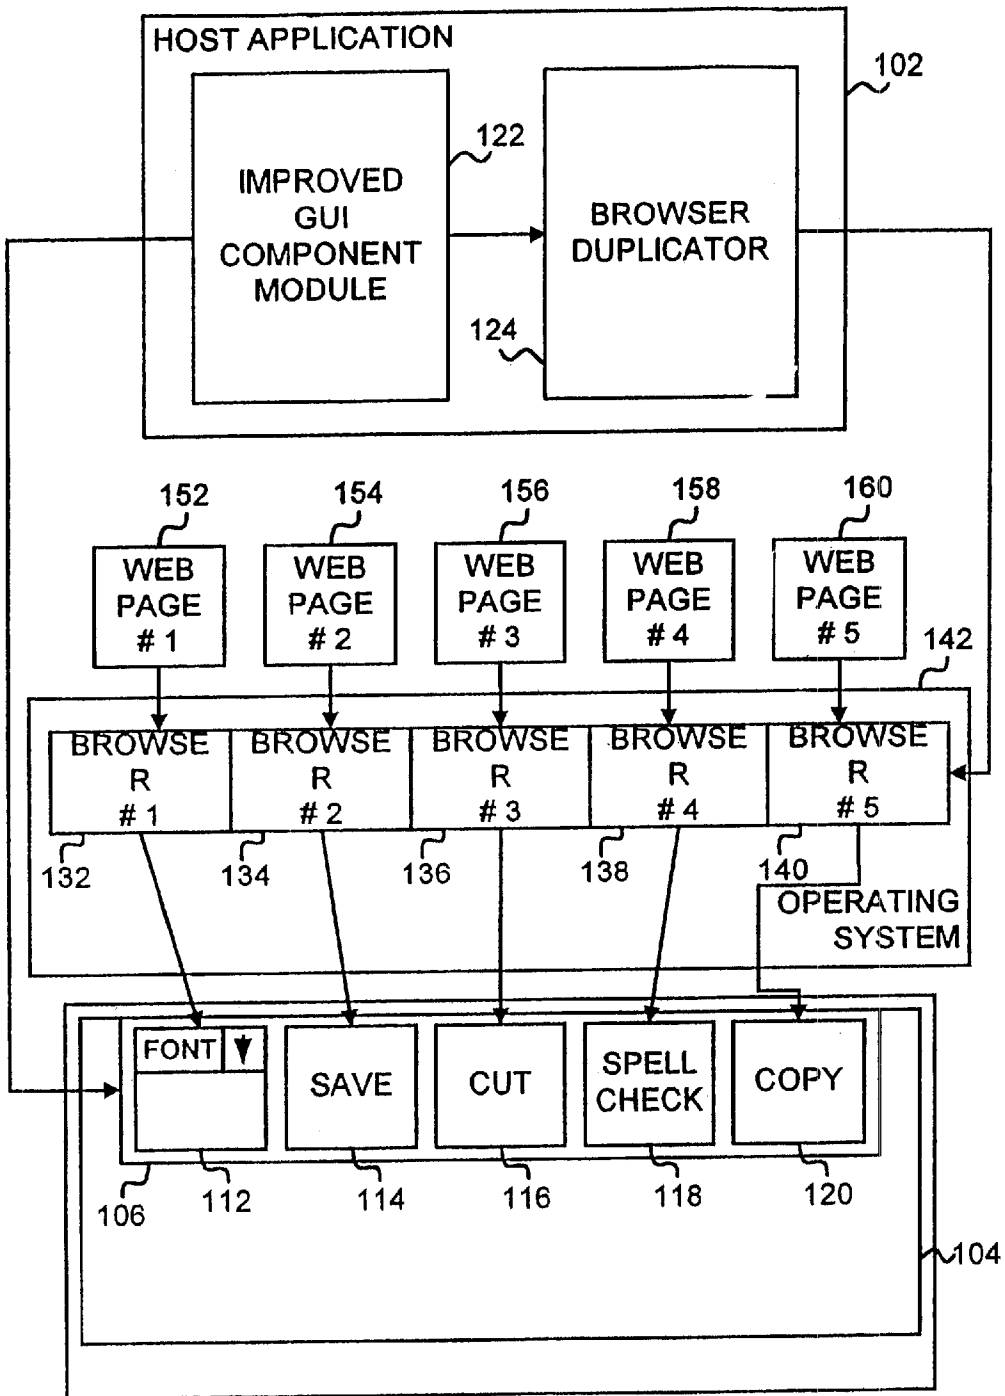 HOST APPLICATION
102
122
IMPROVED
GUI
COMPONENT
MODULE
BROWSER
DUPLICATOR
124
152
154
156
158
160
WEB
PAGE
# 1
WEB
PAGE
# 2
WEB
PAGE
# 3
WEB
PAGE
# 4
WEB
PAGE
# 5
142
BROWSE
R
# 1
BROWSE
R
# 2
BROWSE
R
# 3
BROWSE
R
# 4
BROWSE
R
# 5
132
134
136
138
140
OPERATING
SYSTEM
FONT
SAVE
CUT
SPELL
CHECK
COPY
106
112
114
116
118
120
104